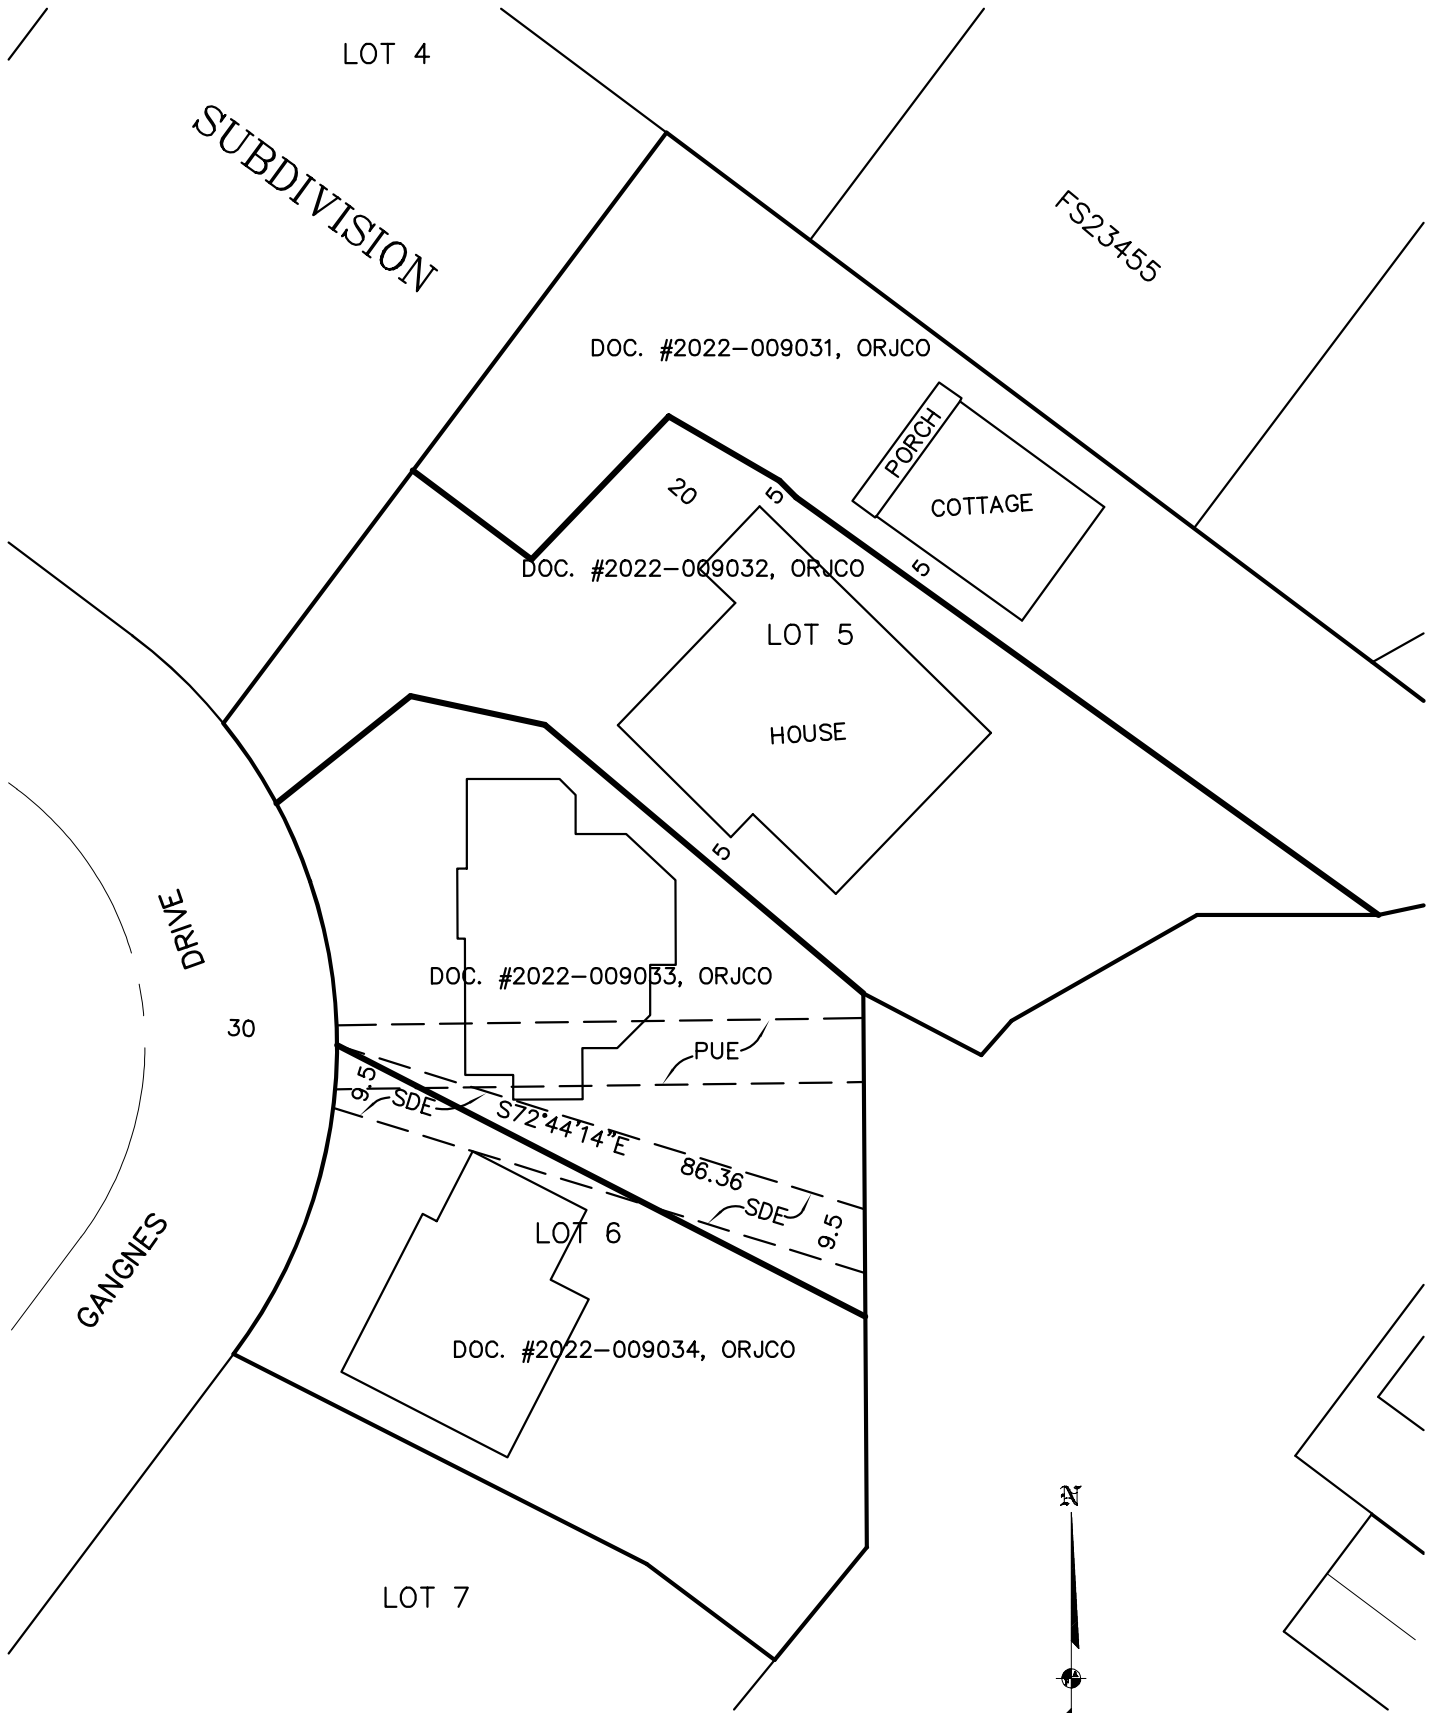 LOT 4
SUBDIVISION
FS23455
DOC. #2022-009031, ORJCO
PORCH
COTTAGE
20
5
5
DOC. #2022-009032, ORJCO
LOT 5
HOUSE
5
DRIVE
DOC. #2022-009033, ORJCO
30
PUE
9.5
SDE
S72°44'14"E
86.36
SDE
9.5
LOT 6
GANGNES
DOC. #2022-009034, ORJCO
N
LOT 7